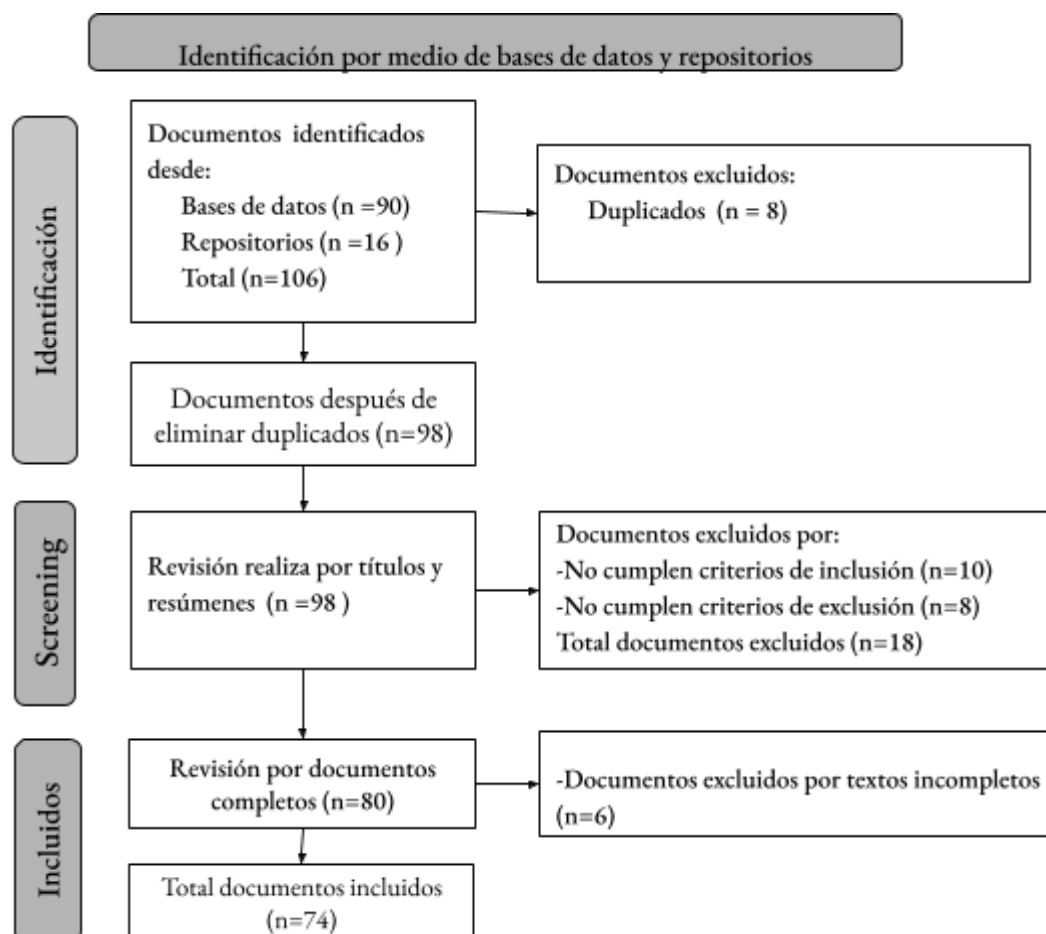 Identificación por medio de bases de datos y repositorios
Identificación
Documentos identificados
desde:
Bases de datos (n =90)
Repositorios (n =16 )
Total (n=106)
Documentos excluidos:
Duplicados (n = 8)
Documentos después de
eliminar duplicados (n=98)
Screening
Revisión realiza por títulos y
resúmenes (n =98 )
Documentos excluidos por:
-No cumplen criterios de inclusión (n=10)
-No cumplen criterios de exclusión (n=8)
Total documentos excluidos (n=18)
Incluidos
Revisión por documentos
completos (n=80)
-Documentos excluidos por textos incompletos
(n=6)
Total documentos incluidos
(n=74)